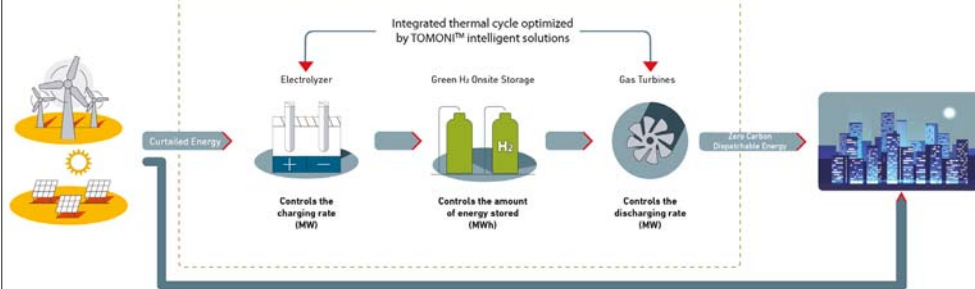 Integrated thermal cycle optimized
by TOMONI™ intelligent solutions
Electrolyzer
Green H₂ Onsite Storage
Gas Turbines
Curtailed Energy
+ −
H₂
Zero Carbon
Dispatchable Energy
Controls the
charging rate
(MW)
Controls the amount
of energy stored
(MWh)
Controls the
discharging rate
(MW)